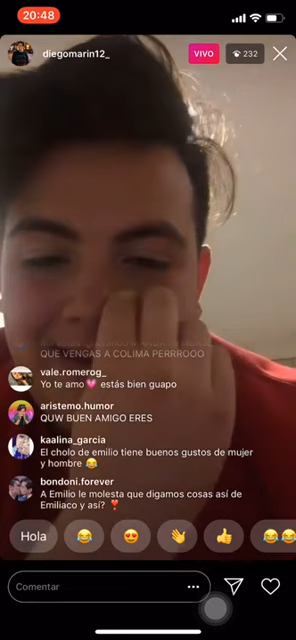 20:48
diegomarin12_
VIVO
232
QUE VENGAS A COLIMA PERRROOO
vale.romerog_
Yo te amo💗 estás bien guapo
aristemo.humor
QUW BUEN AMIGO ERES
kaalina_garcia
El cholo de emilio tiene buenos gustos de mujer
y hombre 😂
bondoni.forever
A Emilio le molesta que digamos cosas así de
Emiliaco y así? ❣️
Hola 😂 😍 👋 👍 😂😂
Comentar